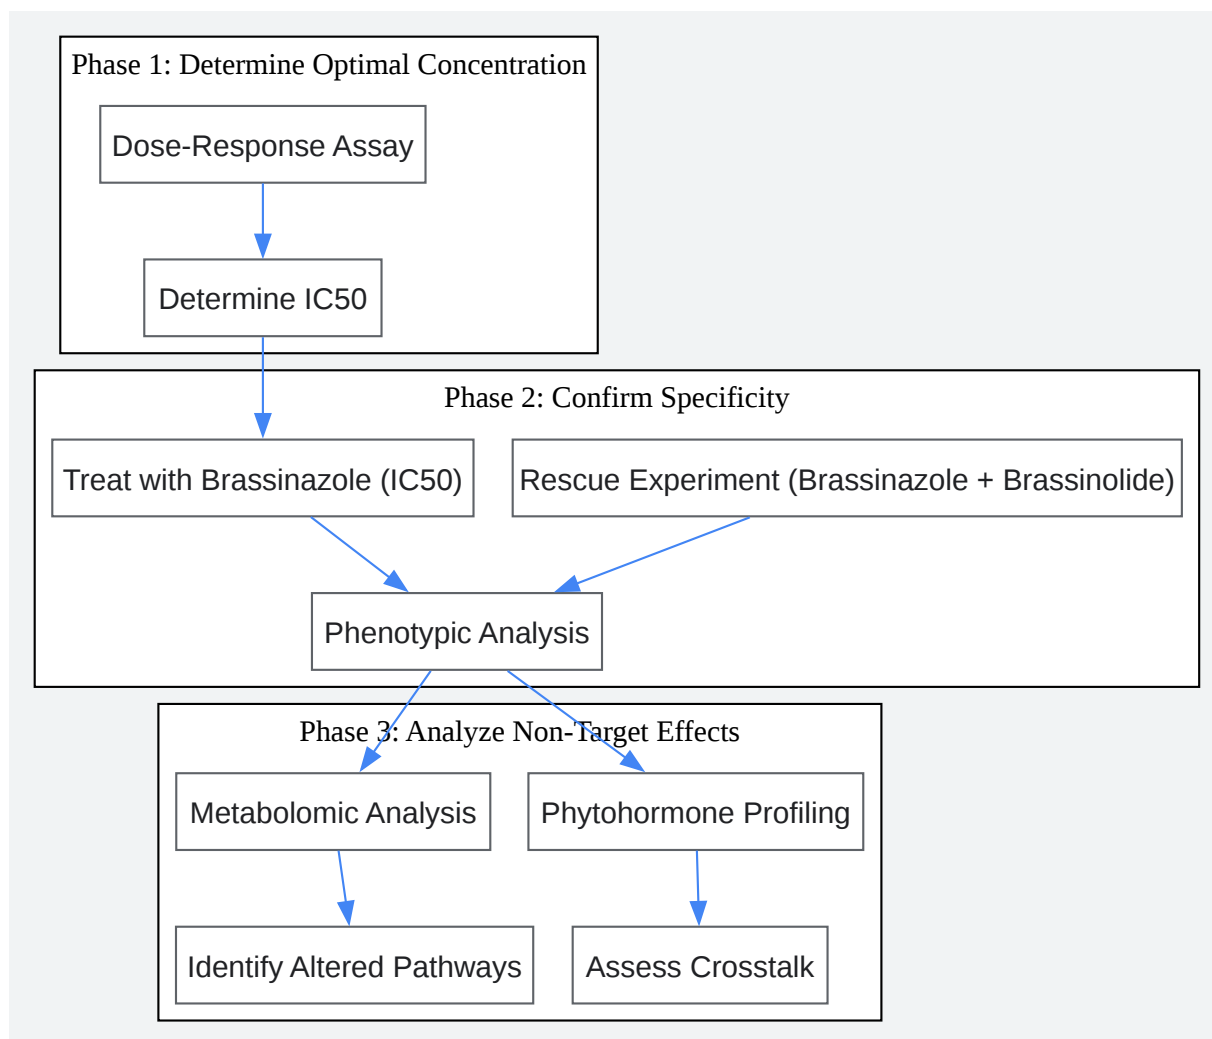 Phase 1: Determine Optimal Concentration
Dose-Response Assay
Determine IC50
Phase 2: Confirm Specificity
Treat with Brassinazole (IC50)
Rescue Experiment (Brassinazole + Brassinolide)
Phenotypic Analysis
Phase 3: Analyze Non-Target Effects
Metabolomic Analysis
Phytohormone Profiling
Identify Altered Pathways
Assess Crosstalk